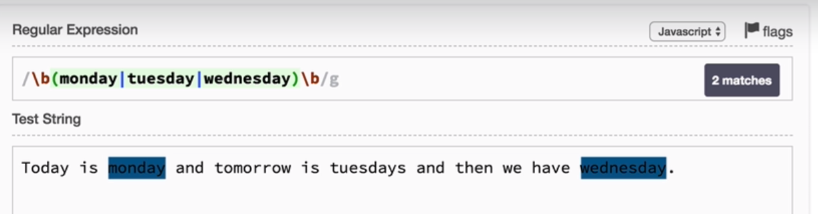 Regular Expression
Javascript flags
/\b(monday|tuesday|wednesday)\b/g
2 matches
Test String
Today is monday and tomorrow is tuesdays and then we have wednesday.